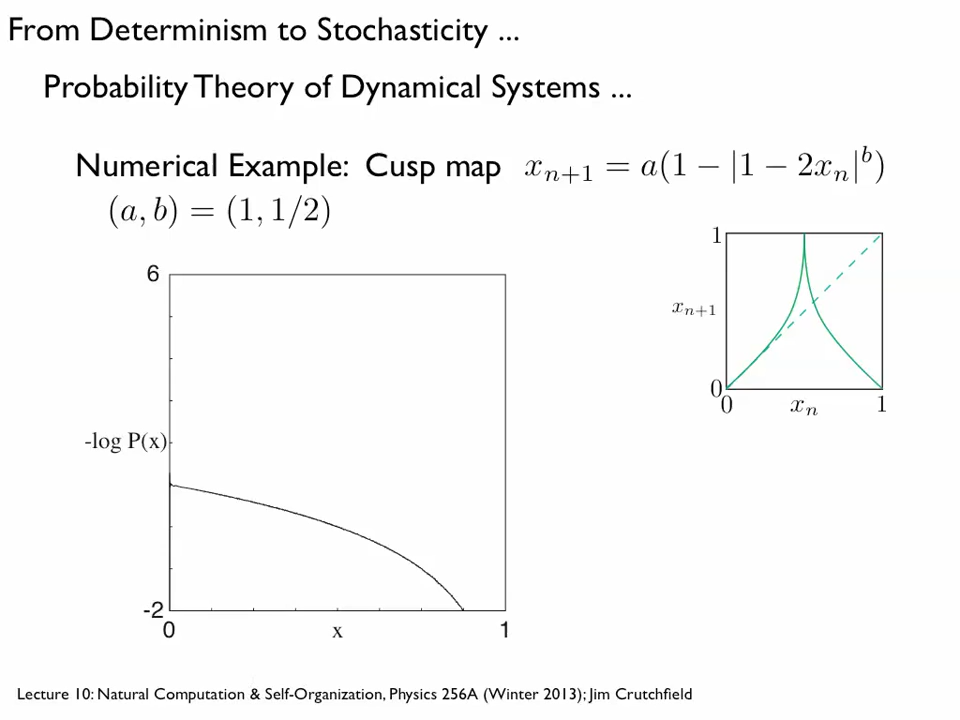 From Determinism to Stochasticity ...
Probability Theory of Dynamical Systems ...
Numerical Example: Cusp map x_{n+1} = a(1 − |1 − 2x_n|^b)
(a, b) = (1, 1/2)
6
-log P(x)
-2
0
x
1
1
x_{n+1}
0
0
x_n
1
Lecture 10: Natural Computation & Self-Organization, Physics 256A (Winter 2013); Jim Crutchfield